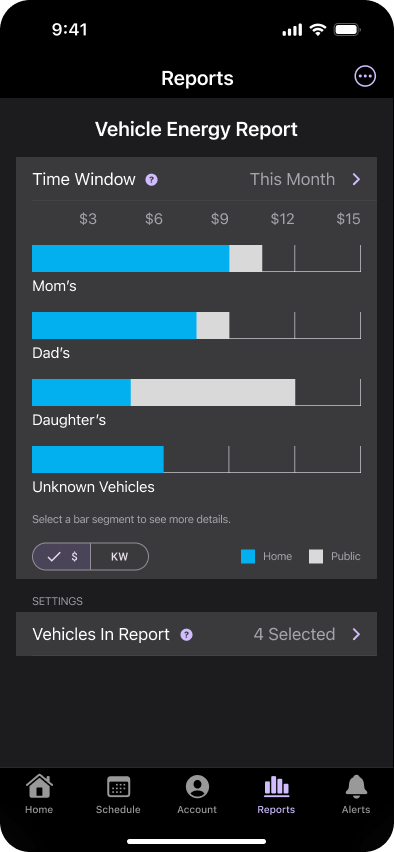 9:41
Reports
Vehicle Energy Report
Time Window ? This Month
$3 $6 $9 $12 $15
Mom’s
Dad’s
Daughter’s
Unknown Vehicles
Select a bar segment to see more details.
$ KW Home Public
SETTINGS
Vehicles In Report ? 4 Selected
Home Schedule Account Reports Alerts